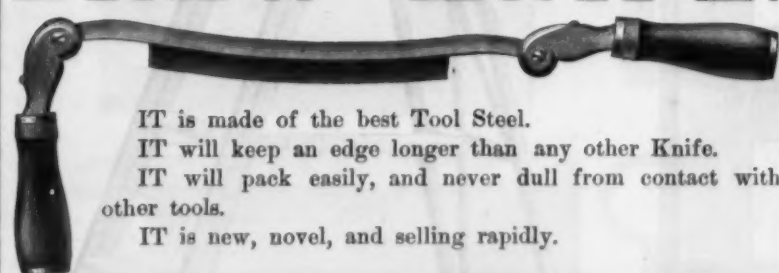 IT is made of the best Tool Steel.
IT will keep an edge longer than any other Knife.
IT will pack easily, and never dull from contact with
other tools.
IT is new, novel, and selling rapidly.